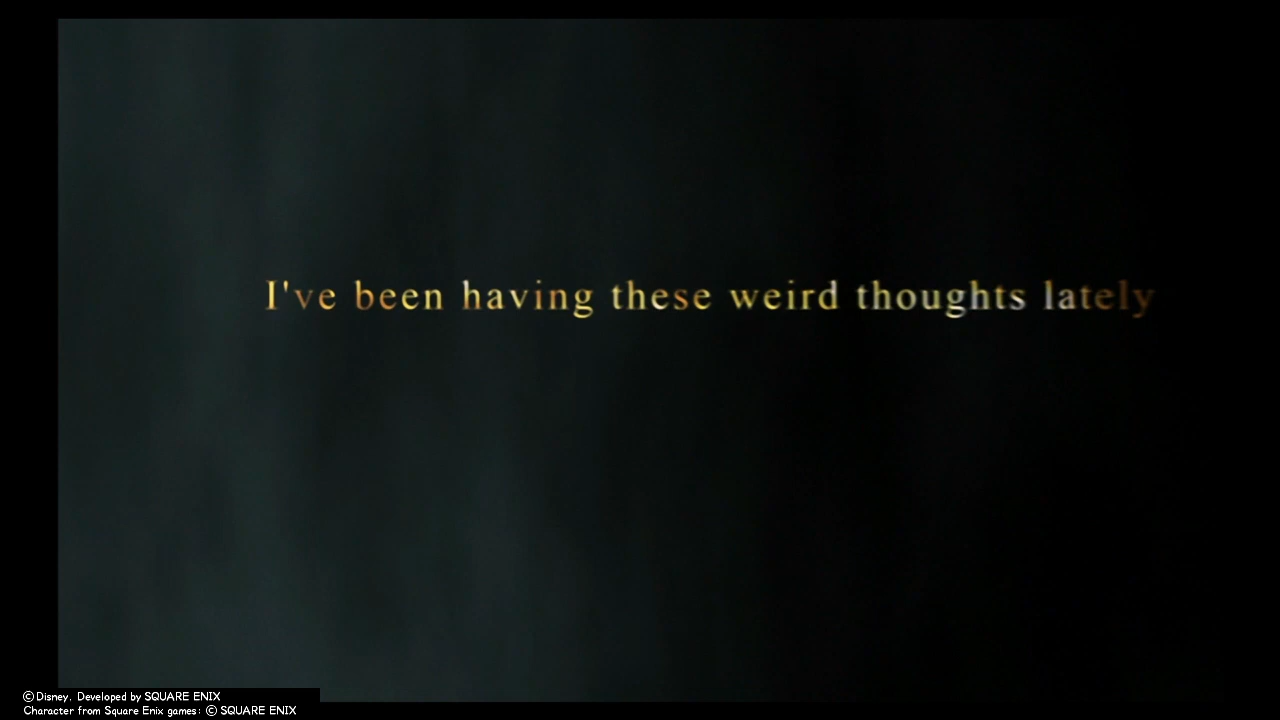 I've been having these weird thoughts lately
©Disney. Developed by SQUARE ENIX
Character from Square Enix games: © SQUARE ENIX